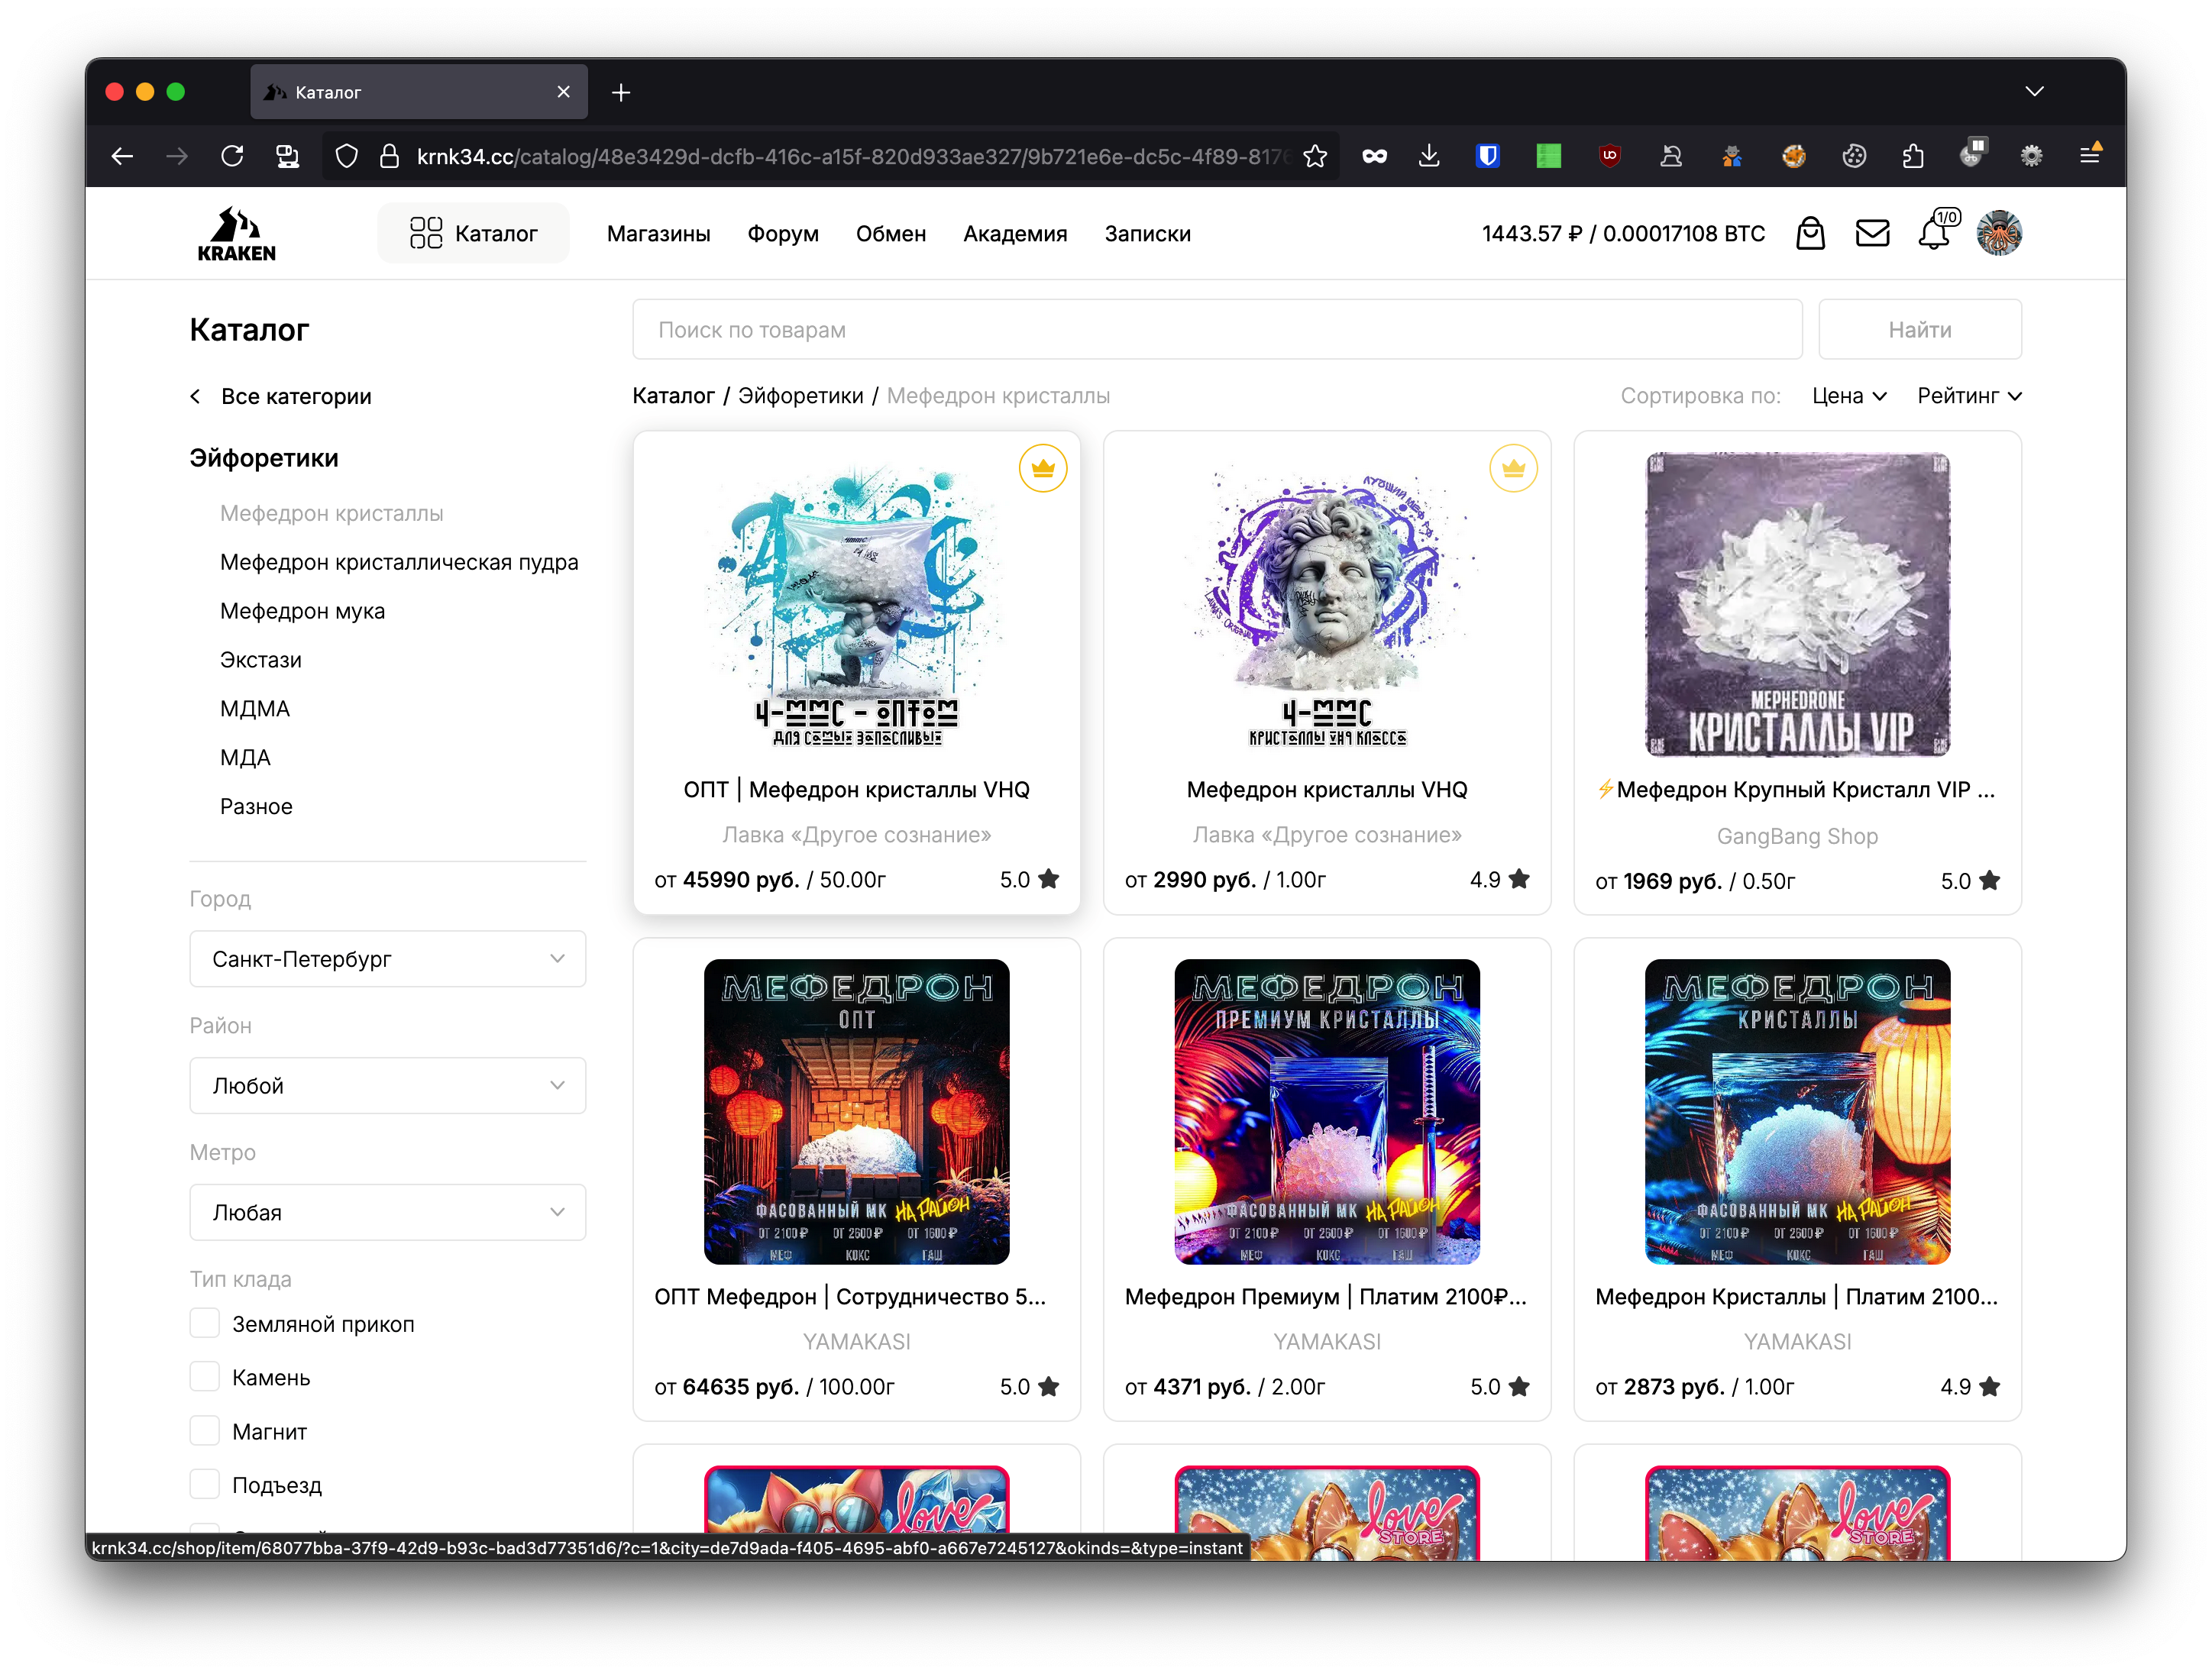 Каталог
krnk34.cc/catalog/48e3429d-dcfb-416c-a15f-820d933ae327/9b721e6e-dc5c-4f89-8176
KRAKEN
Каталог
Магазины
Форум
Обмен
Академия
Записки
1443.57 ₽ / 0.00017108 BTC
1/0
Каталог
Поиск по товарам
Найти
Все категории
Каталог / Эйфоретики / Мефедрон кристаллы
Сортировка по: Цена Рейтинг
Эйфоретики
Мефедрон кристаллы
Мефедрон кристаллическая пудра
Мефедрон мука
Экстази
МДМА
МДА
Разное
Город
Санкт-Петербург
Район
Любой
Метро
Любая
Тип клада
Земляной прикоп
Камень
Магнит
Подъезд
4-ММС - ОПТОМ
ДЛЯ САМЫХ ЗАПАСЛИВЫХ
ОПТ | Мефедрон кристаллы VHQ
Лавка «Другое сознание»
от 45990 руб. / 50.00г
5.0
ЛУЧШИЙ МЕФ РФ
4-ММС
КРИСТАЛЛЫ VHQ КЛАССА
Мефедрон кристаллы VHQ
Лавка «Другое сознание»
от 2990 руб. / 1.00г
4.9
MEPHEDRONE
КРИСТАЛЛЫ VIP
⚡Мефедрон Крупный Кристалл VIP ...
GangBang Shop
от 1969 руб. / 0.50г
5.0
МЕФЕДРОН
ОПТ
ФАСОВАННЫЙ МК НА РАЙОН
ОТ 2100 ₽ ОТ 2600 ₽ ОТ 1600 ₽
МЕФ КОКС ГАШ
ОПТ Мефедрон | Сотрудничество 5...
YAMAKASI
от 64635 руб. / 100.00г
5.0
МЕФЕДРОН
ПРЕМИУМ КРИСТАЛЛЫ
ФАСОВАННЫЙ МК НА РАЙОН
ОТ 2100 ₽ ОТ 2600 ₽ ОТ 1600 ₽
МЕФ КОКС ГАШ
Мефедрон Премиум | Платим 2100₽...
YAMAKASI
от 4371 руб. / 2.00г
5.0
МЕФЕДРОН
КРИСТАЛЛЫ
ФАСОВАННЫЙ МК НА РАЙОН
ОТ 2100 ₽ ОТ 2600 ₽ ОТ 1600 ₽
МЕФ КОКС ГАШ
Мефедрон Кристаллы | Платим 2100...
YAMAKASI
от 2873 руб. / 1.00г
4.9
love
STORE
love
STORE
love
STORE
krnk34.cc/shop/item/68077bba-37f9-42d9-b93c-bad3d77351d6/?c=1&city=de7d9ada-f405-4695-abf0-a667e7245127&okinds=&type=instant